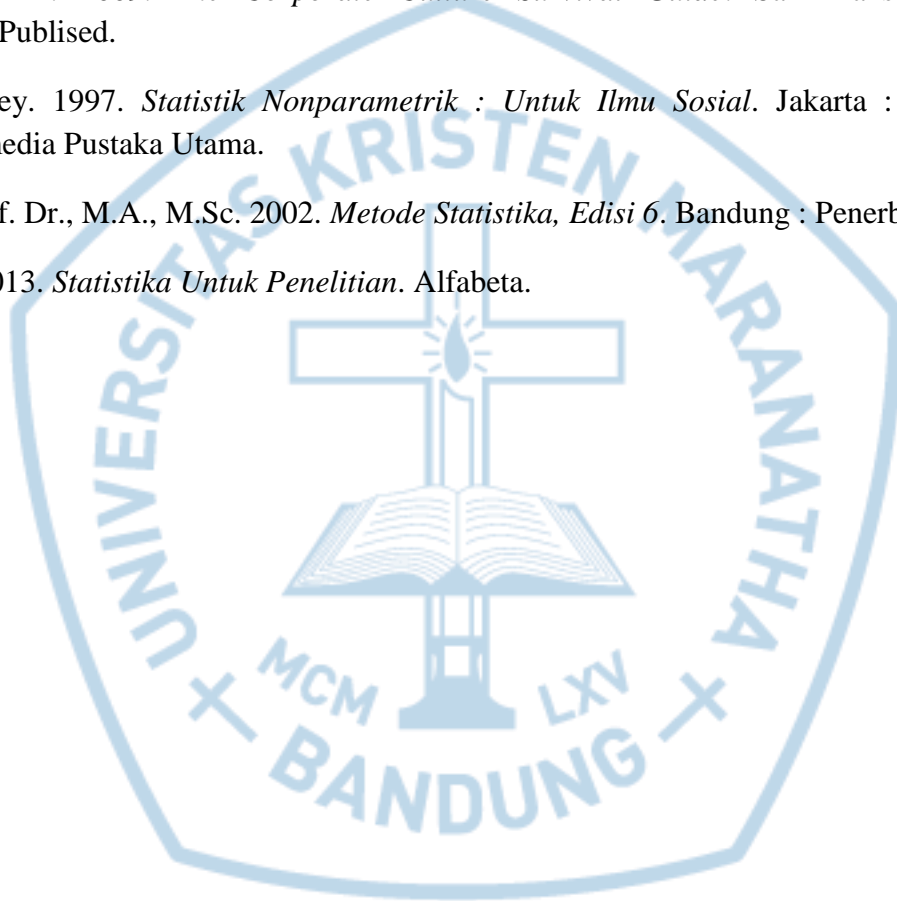 Publised.
ey. 1997. Statistik Nonparametrik : Untuk Ilmu Sosial. Jakarta :
nedia Pustaka Utama.
f. Dr., M.A., M.Sc. 2002. Metode Statistika, Edisi 6. Bandung : Penerb
013. Statistika Untuk Penelitian. Alfabeta.
UNIVERSITAS KRISTEN MARANATHA
MCM LXV
BANDUNG